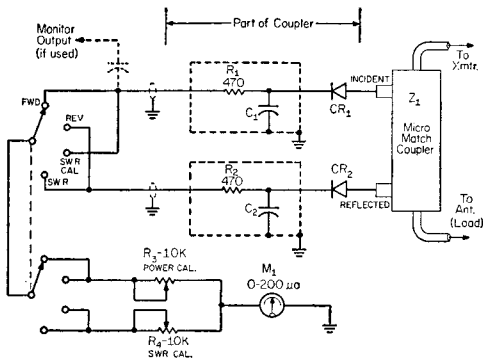 Part of Coupler
Monitor
Output
(if used)
To
Xmtr.
R1
470
INCIDENT
FWD.
C1
CR1
Z1
Micro
Match
Coupler
REV
SWR
CAL
R2
470
CR2
SWR
C2
REFLECTED
To
Ant.
(Load)
R3-10K
POWER CAL.
M1
0-200 μa
R4-10K
SWR CAL.